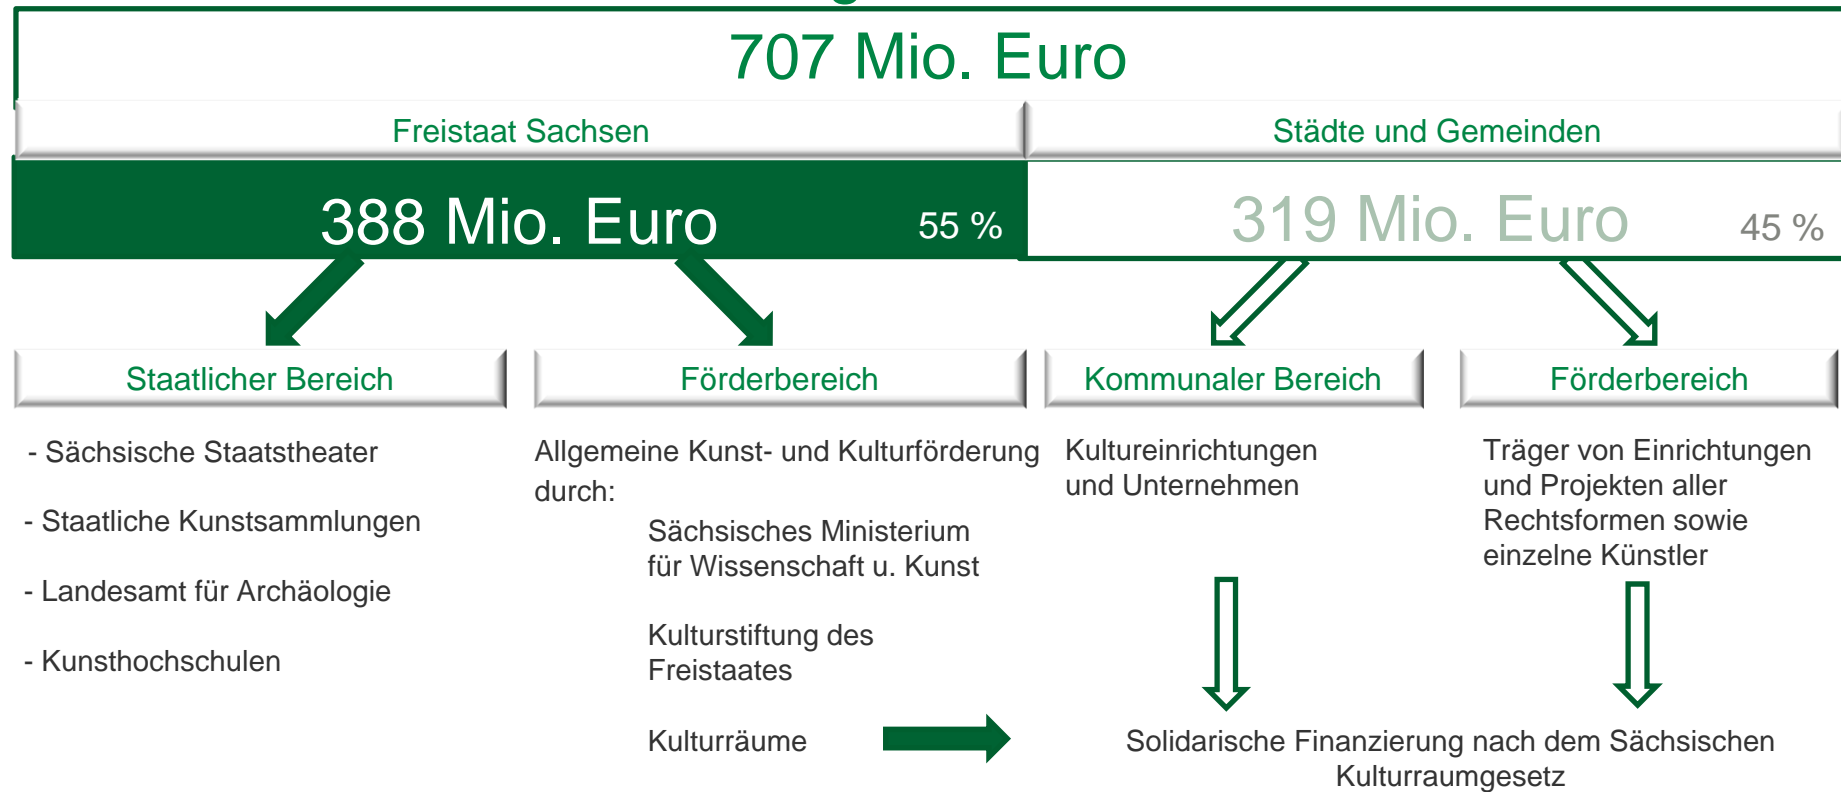 707 Mio. Euro
Freistaat Sachsen
Städte und Gemeinden
388 Mio. Euro
55 %
319 Mio. Euro
45 %
Staatlicher Bereich
Förderbereich
Kommunaler Bereich
Förderbereich
- Sächsische Staatstheater
- Staatliche Kunstsammlungen
- Landesamt für Archäologie
- Kunsthochschulen
Allgemeine Kunst- und Kulturförderung
durch:
Sächsisches Ministerium
für Wissenschaft u. Kunst
Kulturstiftung des
Freistaates
Kulturräume
Kultureinrichtungen
und Unternehmen
Träger von Einrichtungen
und Projekten aller
Rechtsformen sowie
einzelne Künstler
Solidarische Finanzierung nach dem Sächsischen
Kulturraumgesetz